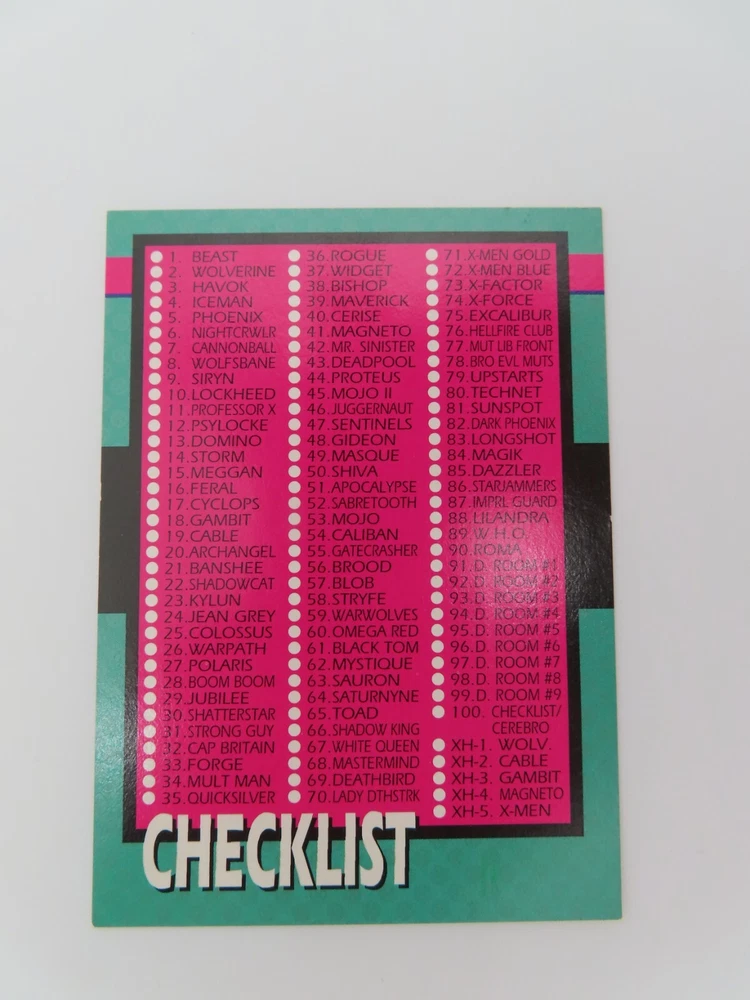 1. BEAST
2. WOLVERINE
3. HAVOK
4. ICEMAN
5. PHOENIX
6. NIGHTCRWLR
7. CANNONBALL
8. WOLFSBANE
9. SIRYN
10. LOCKHEED
11. PROFESSOR X
12. PSYLOCKE
13. DOMINO
14. STORM
15. MEGGAN
16. FERAL
17. CYCLOPS
18. GAMBIT
19. CABLE
20. ARCHANGEL
21. BANSHEE
22. SHADOWCAT
23. KYLUN
24. JEAN GREY
25. COLOSSUS
26. WARPATH
27. POLARIS
28. BOOM BOOM
29. JUBILEE
30. SHATTERSTAR
31. STRONG GUY
32. CAP BRITAIN
33. FORGE
34. MULT MAN
35. QUICKSILVER
36. ROGUE
37. WIDGET
38. BISHOP
39. MAVERICK
40. CERISE
41. MAGNETO
42. MR. SINISTER
43. DEADPOOL
44. PROTEUS
45. MOJO II
46. JUGGERNAUT
47. SENTINELS
48. GIDEON
49. MASQUE
50. SHIVA
51. APOCALYPSE
52. SABRETOOTH
53. MOJO
54. CALIBAN
55. GATECRASHER
56. BROOD
57. BLOB
58. STRYFE
59. WARWOLVES
60. OMEGA RED
61. BLACK TOM
62. MYSTIQUE
63. SAURON
64. SATURNYNE
65. TOAD
66. SHADOW KING
67. WHITE QUEEN
68. MASTERMIND
69. DEATHBIRD
70. LADY DTHSTRK
71. X-MEN GOLD
72. X-MEN BLUE
73. X-FACTOR
74. X-FORCE
75. EXCALIBUR
76. HELLFIRE CLUB
77. MUT LIB FRONT
78. BRO EVL MUTS
79. UPSTARTS
80. TECHNET
81. SUNSPOT
82. DARK PHOENIX
83. LONGSHOT
84. MAGIK
85. DAZZLER
86. STARJAMMERS
87. IMPRL GUARD
88. LILANDRA
89. W.H.O.
90. ROMA
91. D. ROOM #1
92. D. ROOM #2
93. D. ROOM #3
94. D. ROOM #4
95. D. ROOM #5
96. D. ROOM #6
97. D. ROOM #7
98. D. ROOM #8
99. D. ROOM #9
100. CHECKLIST/
CEREBRO
XH-1. WOLV.
XH-2. CABLE
XH-3. GAMBIT
XH-4. MAGNETO
XH-5. X-MEN
CHECKLIST